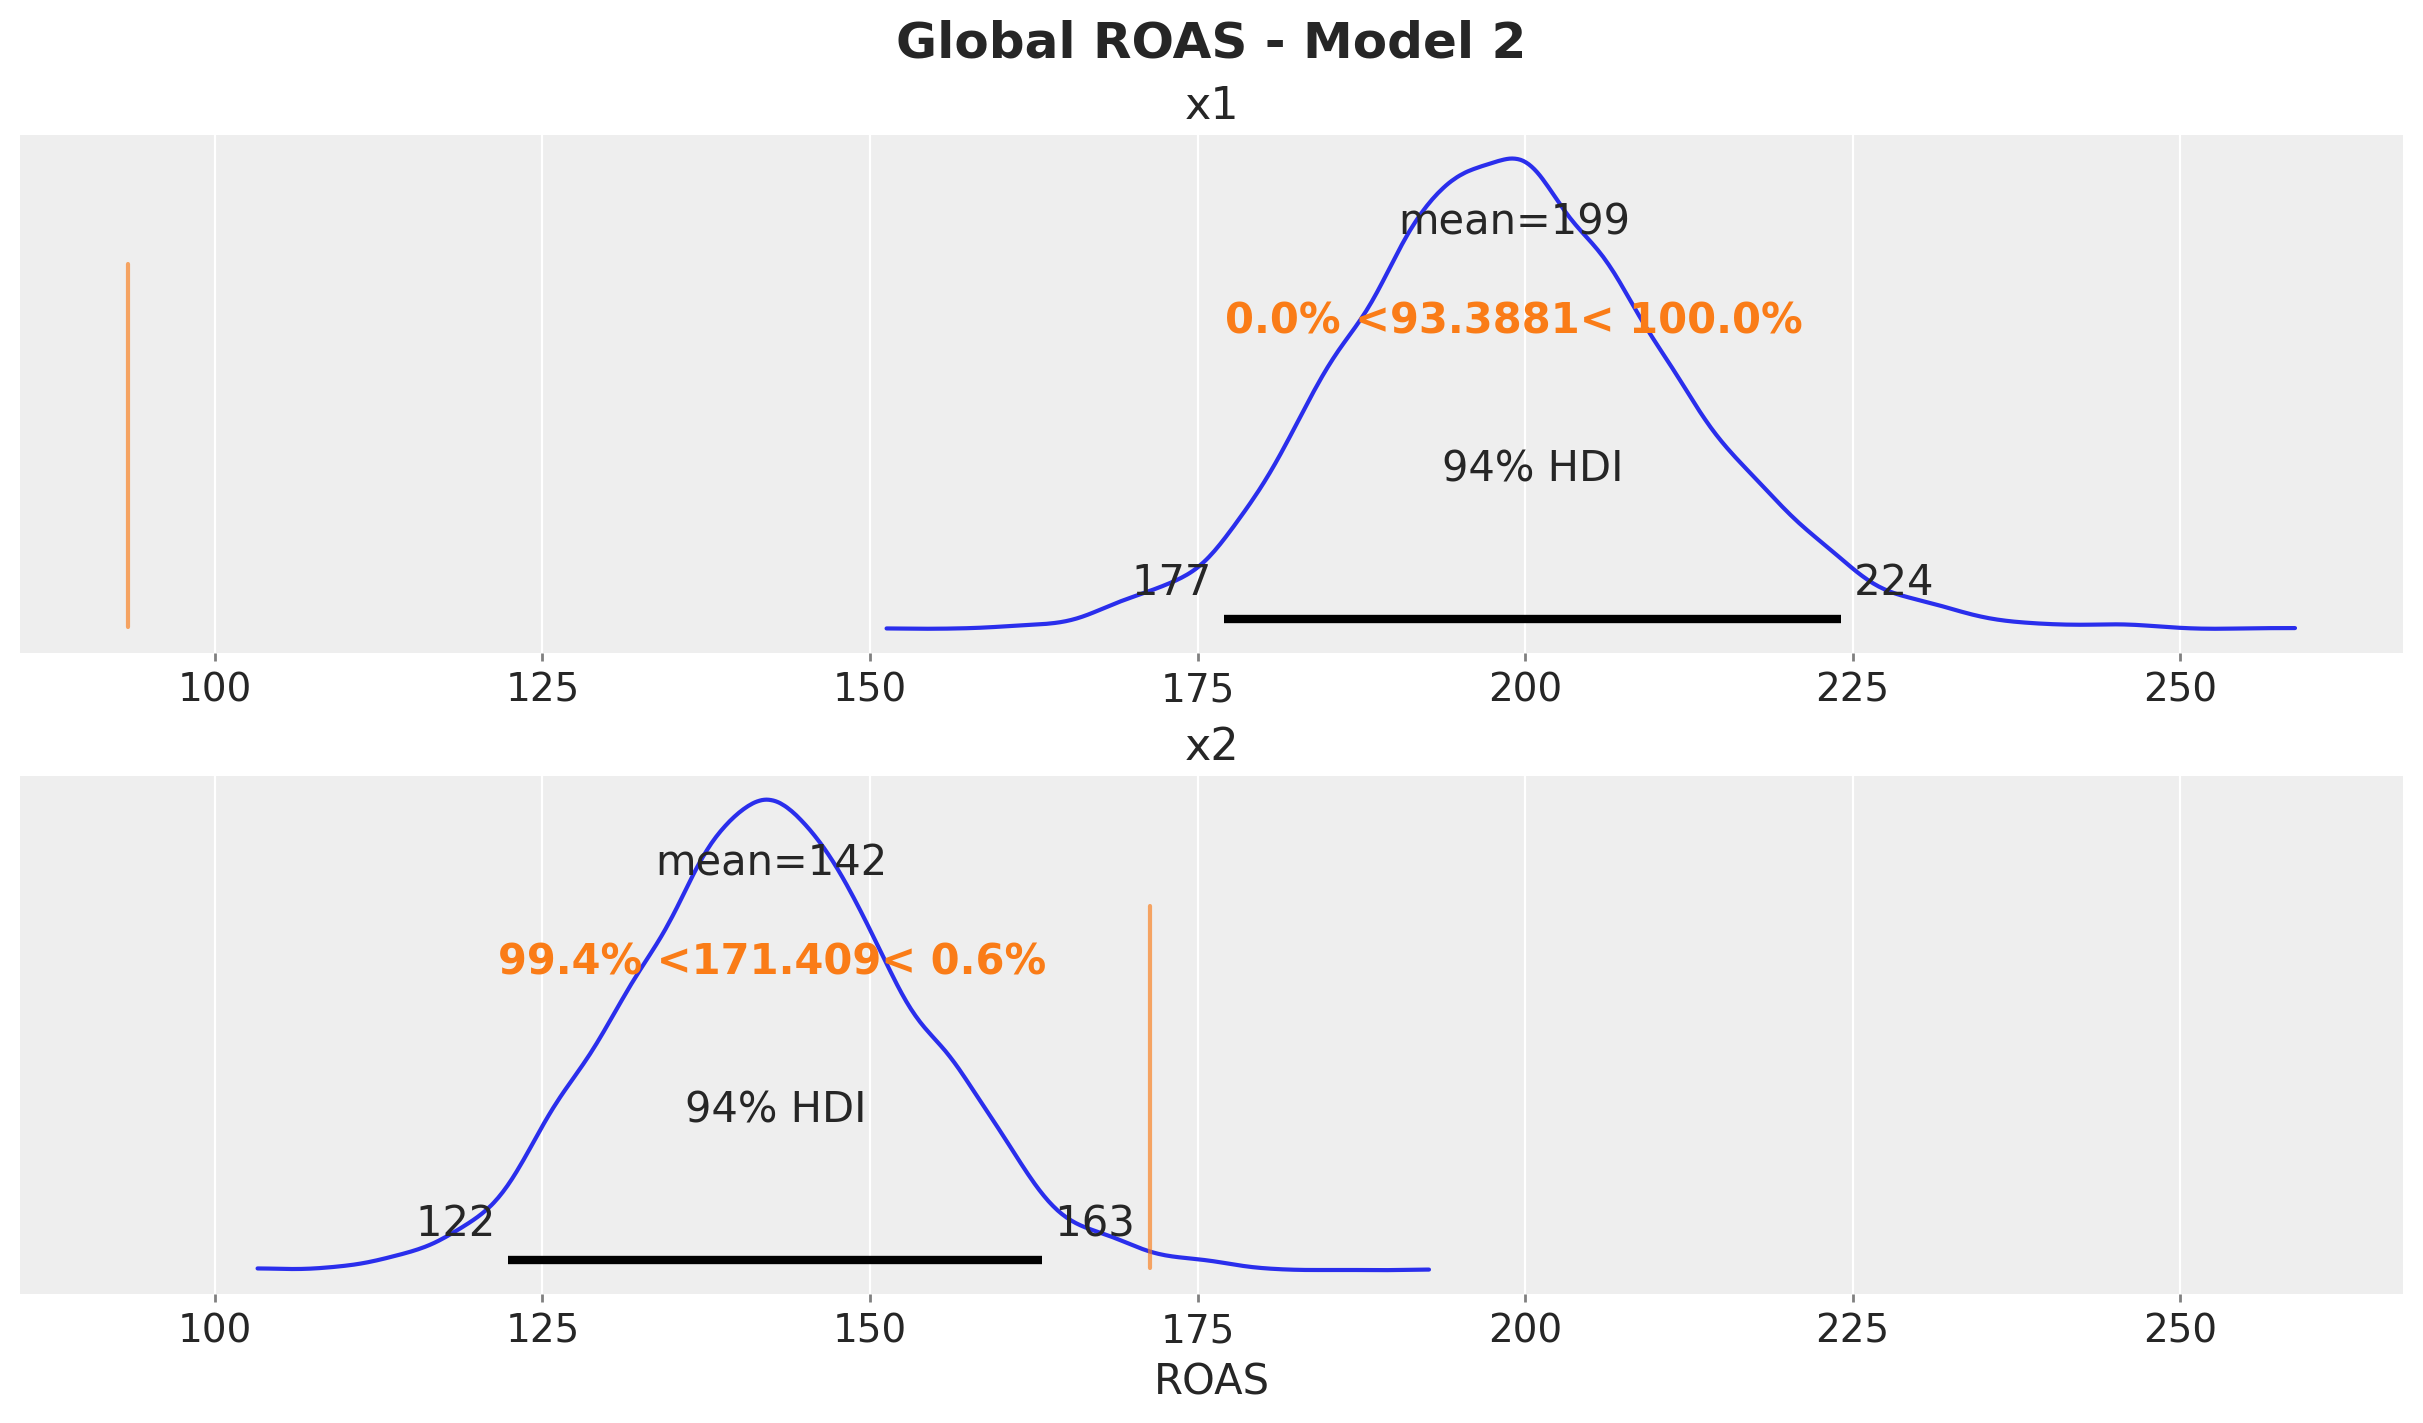 Global ROAS - Model 2
x1
mean=199
0.0% <93.3881< 100.0%
94% HDI
177 224
100 125 150 175 200 225 250
x2
mean=142
99.4% <171.409< 0.6%
94% HDI
122 163
100 125 150 175 200 225 250
ROAS